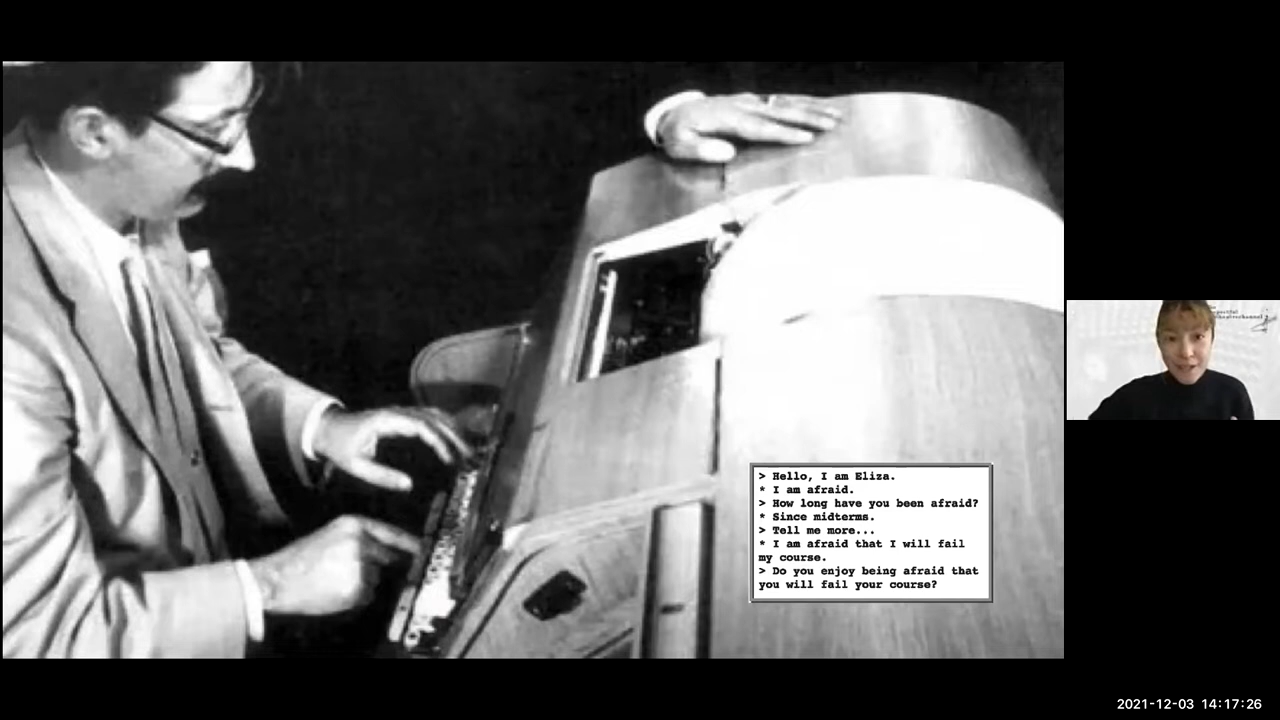 > Hello, I am Eliza.
* I am afraid.
> How long have you been afraid?
* Since midterms.
> Tell me more...
* I am afraid that I will fail
my course.
> Do you enjoy being afraid that
you will fail your course?
2021-12-03 14:17:26